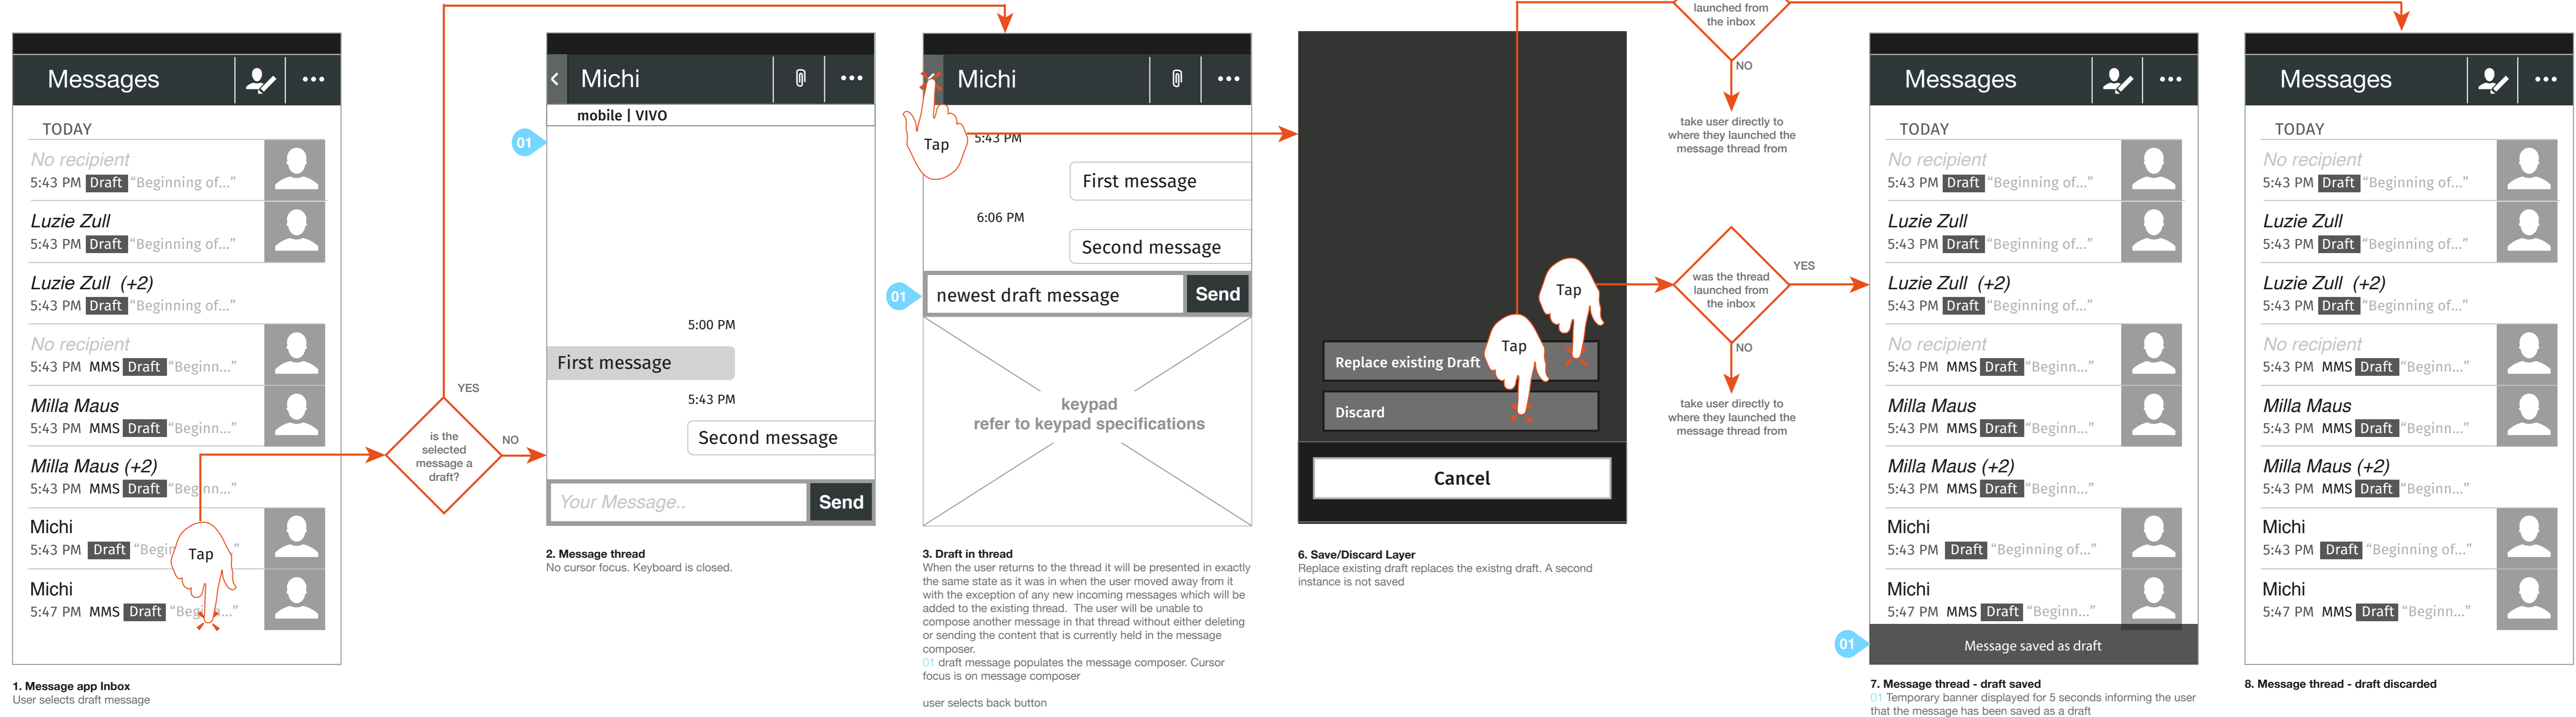 Messages
TODAY
No recipient
5:43 PM Draft “Beginning of...”
Luzie Zull
5:43 PM Draft “Beginning of...”
Luzie Zull (+2)
5:43 PM Draft “Beginning of...”
No recipient
5:43 PM MMS Draft “Beginn...”
Milla Maus
5:43 PM MMS Draft “Beginn...”
Milla Maus (+2)
5:43 PM MMS Draft “Beginn...”
Michi
5:43 PM Draft “Begin
Tap
Michi
5:47 PM MMS Draft “Beginn...”
1. Message app Inbox
User selects draft message
is the
selected
message a
draft?
YES
NO
Michi
mobile | VIVO
01
5:00 PM
First message
5:43 PM
Second message
Your Message..
Send
2. Message thread
No cursor focus. Keyboard is closed.
Michi
Tap
5:43 PM
First message
6:06 PM
Second message
01
newest draft message
Send
keypad
refer to keypad specifications
3. Draft in thread
When the user returns to the thread it will be presented in exactly
the same state as it was in when the user moved away from it
with the exception of any new incoming messages which will be
added to the existing thread. The user will be unable to
compose another message in that thread without either deleting
or sending the content that is currently held in the message
composer.
01 draft message populates the message composer. Cursor
focus is on message composer
user selects back button
Tap
Tap
Replace existing Draft
Discard
Cancel
6. Save/Discard Layer
Replace existing draft replaces the existng draft. A second
instance is not saved
launched from
the inbox
NO
take user directly to
where they launched the
message thread from
was the thread
launched from
the inbox
YES
NO
take user directly to
where they launched the
message thread from
Messages
TODAY
No recipient
5:43 PM Draft “Beginning of...”
Luzie Zull
5:43 PM Draft “Beginning of...”
Luzie Zull (+2)
5:43 PM Draft “Beginning of...”
No recipient
5:43 PM MMS Draft “Beginn...”
Milla Maus
5:43 PM MMS Draft “Beginn...”
Milla Maus (+2)
5:43 PM MMS Draft “Beginn...”
Michi
5:43 PM Draft “Beginning of...”
Michi
5:47 PM MMS Draft “Beginn...”
01
Message saved as draft
7. Message thread - draft saved
01 Temporary banner displayed for 5 seconds informing the user
that the message has been saved as a draft
Messages
TODAY
No recipient
5:43 PM Draft “Beginning of...”
Luzie Zull
5:43 PM Draft “Beginning of...”
Luzie Zull (+2)
5:43 PM Draft “Beginning of...”
No recipient
5:43 PM MMS Draft “Beginn...”
Milla Maus
5:43 PM MMS Draft “Beginn...”
Milla Maus (+2)
5:43 PM MMS Draft “Beginn...”
Michi
5:43 PM Draft “Beginning of...”
Michi
5:47 PM MMS Draft “Beginn...”
8. Message thread - draft discarded